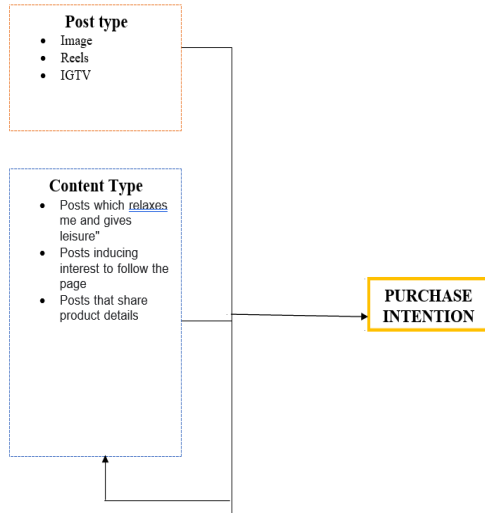 Post type
• Image
• Reels
• IGTV
Content Type
• Posts which relaxes
me and gives
leisure"
• Posts inducing
interest to follow the
page
• Posts that share
product details
PURCHASE
INTENTION